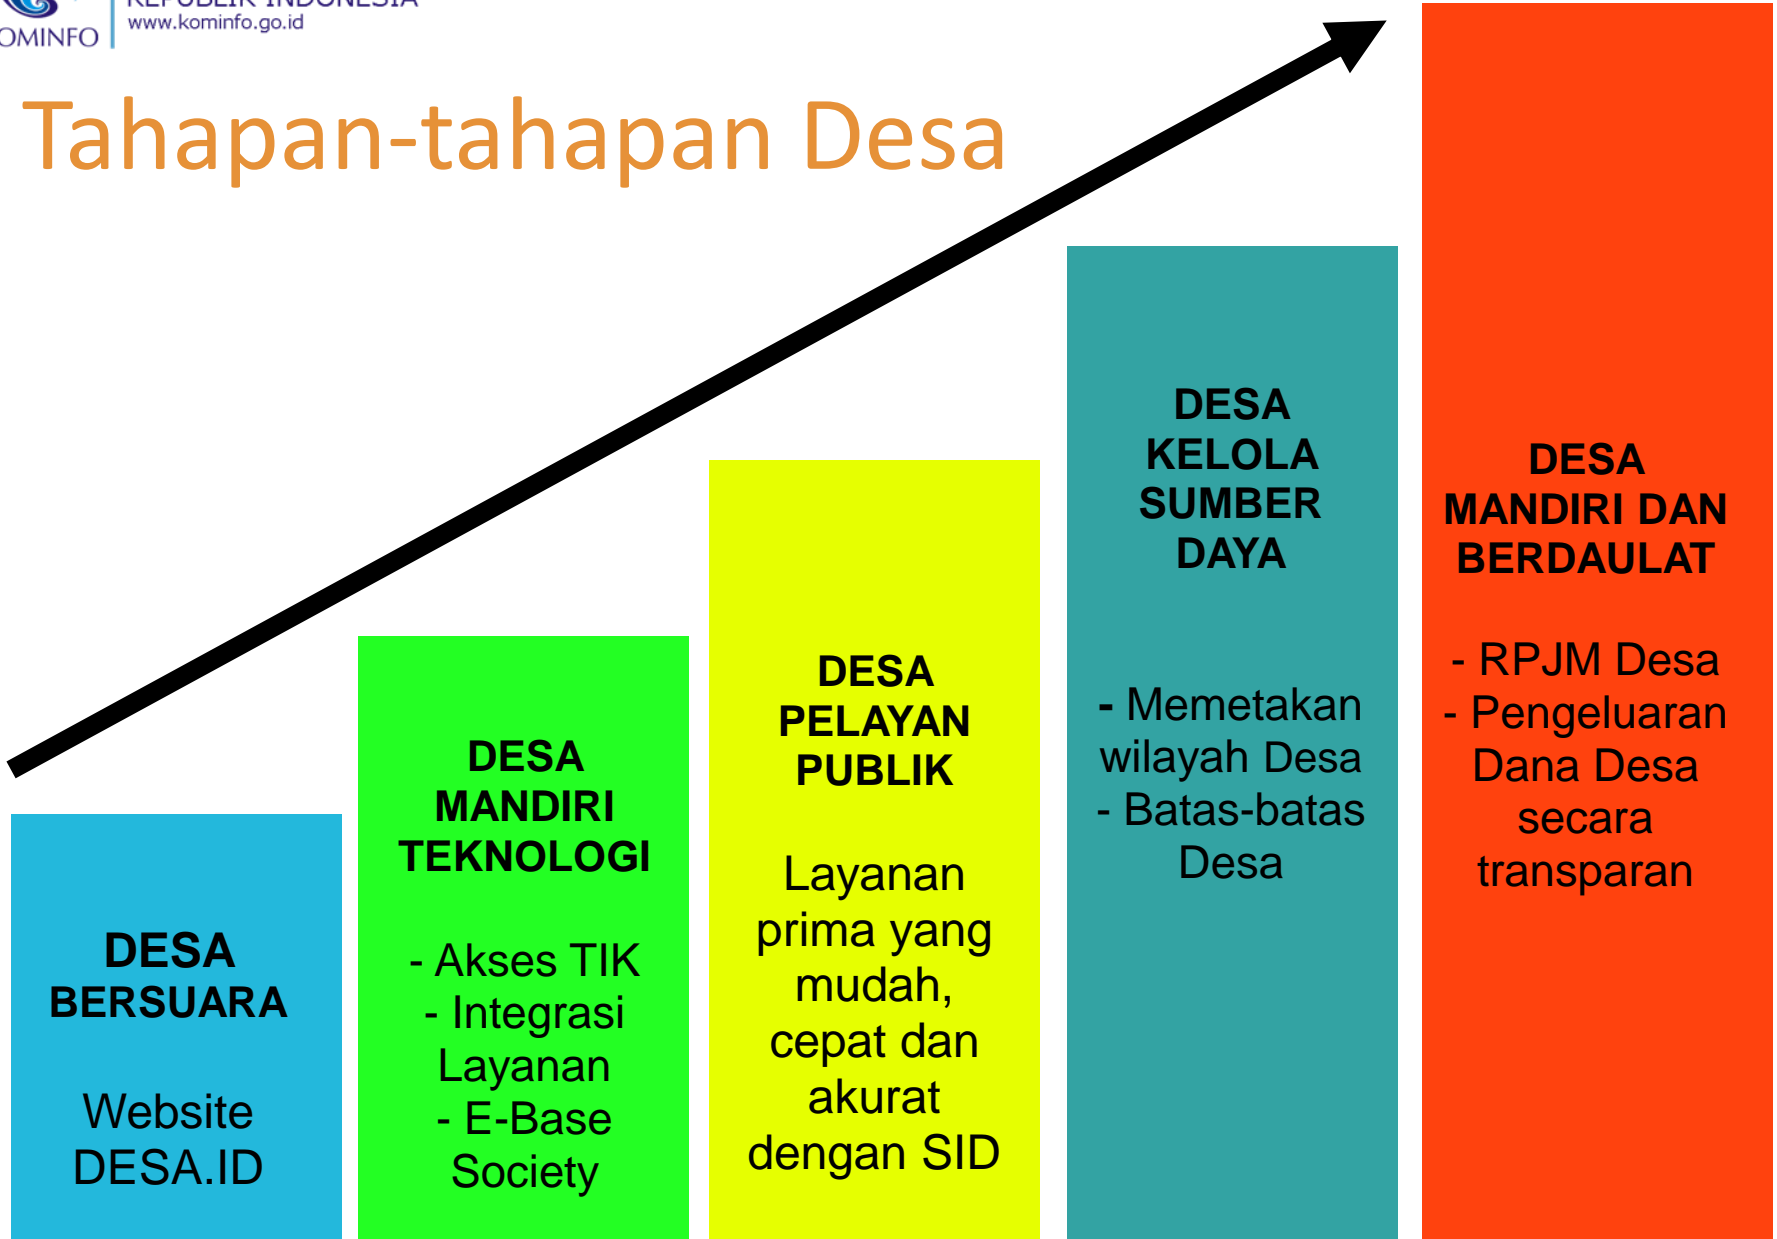 REPUBLIK INDONESIA
www.kominfo.go.id
Tahapan-tahapan Desa
DESA
BERSUARA
Website
DESA.ID
DESA
MANDIRI
TEKNOLOGI
- Akses TIK
- Integrasi
Layanan
- E-Base
Society
DESA
PELAYAN
PUBLIK
Layanan
prima yang
mudah,
cepat dan
akurat
dengan SID
DESA
KELOLA
SUMBER
DAYA
- Memetakan
wilayah Desa
- Batas-batas
Desa
DESA
MANDIRI DAN
BERDAULAT
- RPJM Desa
- Pengeluaran
Dana Desa
secara
transparan